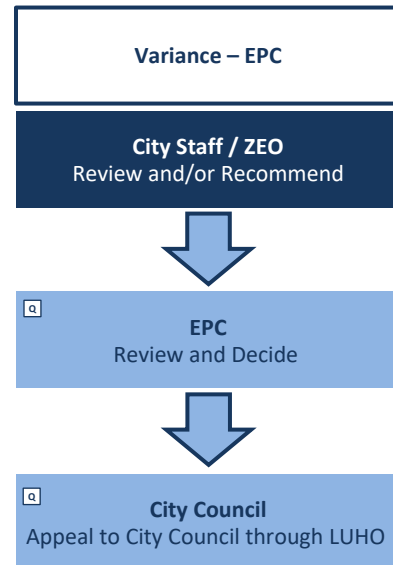 Variance – EPC
City Staff / ZEO
Review and/or Recommend
Q
EPC
Review and Decide
Q
City Council
Appeal to City Council through LUHO